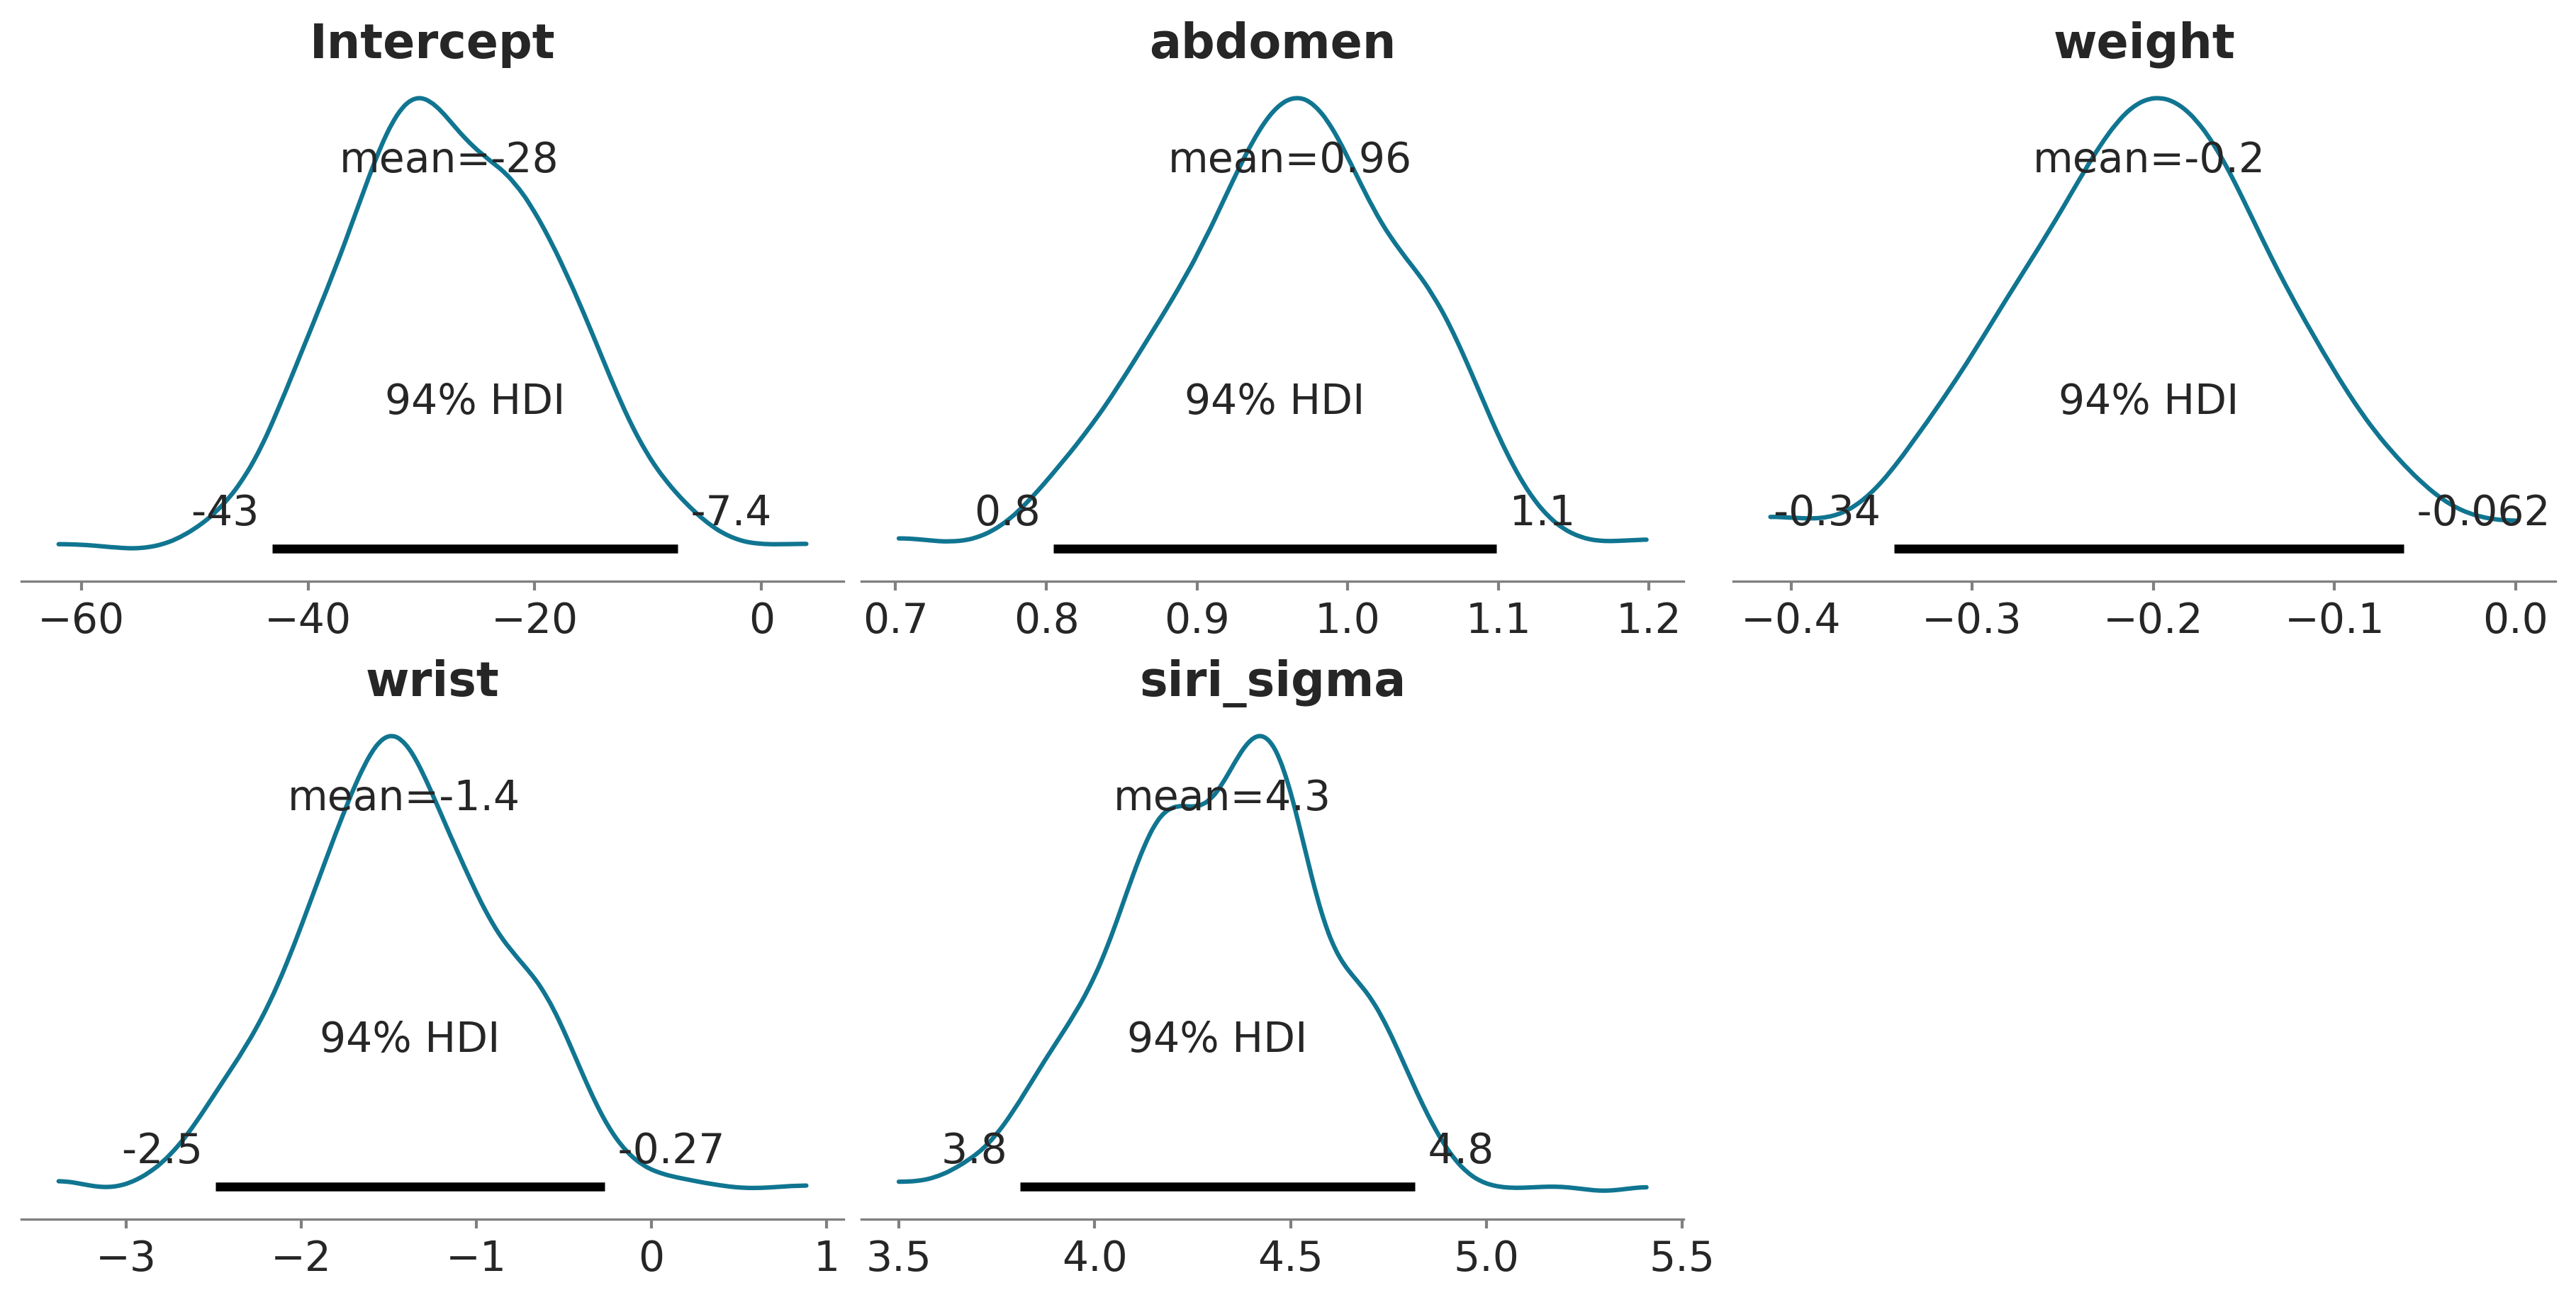 Intercept
mean=-28
94% HDI
-43
-7.4
−60 −40 −20 0
abdomen
mean=0.96
94% HDI
0.8
1.1
0.7 0.8 0.9 1.0 1.1 1.2
weight
mean=-0.2
94% HDI
-0.34
-0.062
−0.4 −0.3 −0.2 −0.1 0.0
wrist
mean=-1.4
94% HDI
-2.5
-0.27
−3 −2 −1 0 1
siri_sigma
mean=4.3
94% HDI
3.8
4.8
3.5 4.0 4.5 5.0 5.5